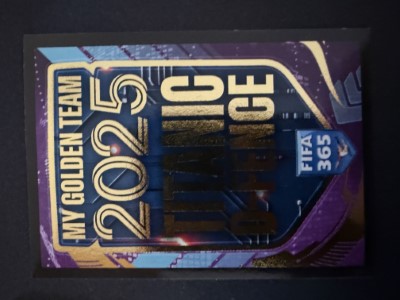 MY GOLDEN TEAM
2025
TITANIC
DEFENCE
FIFA
365